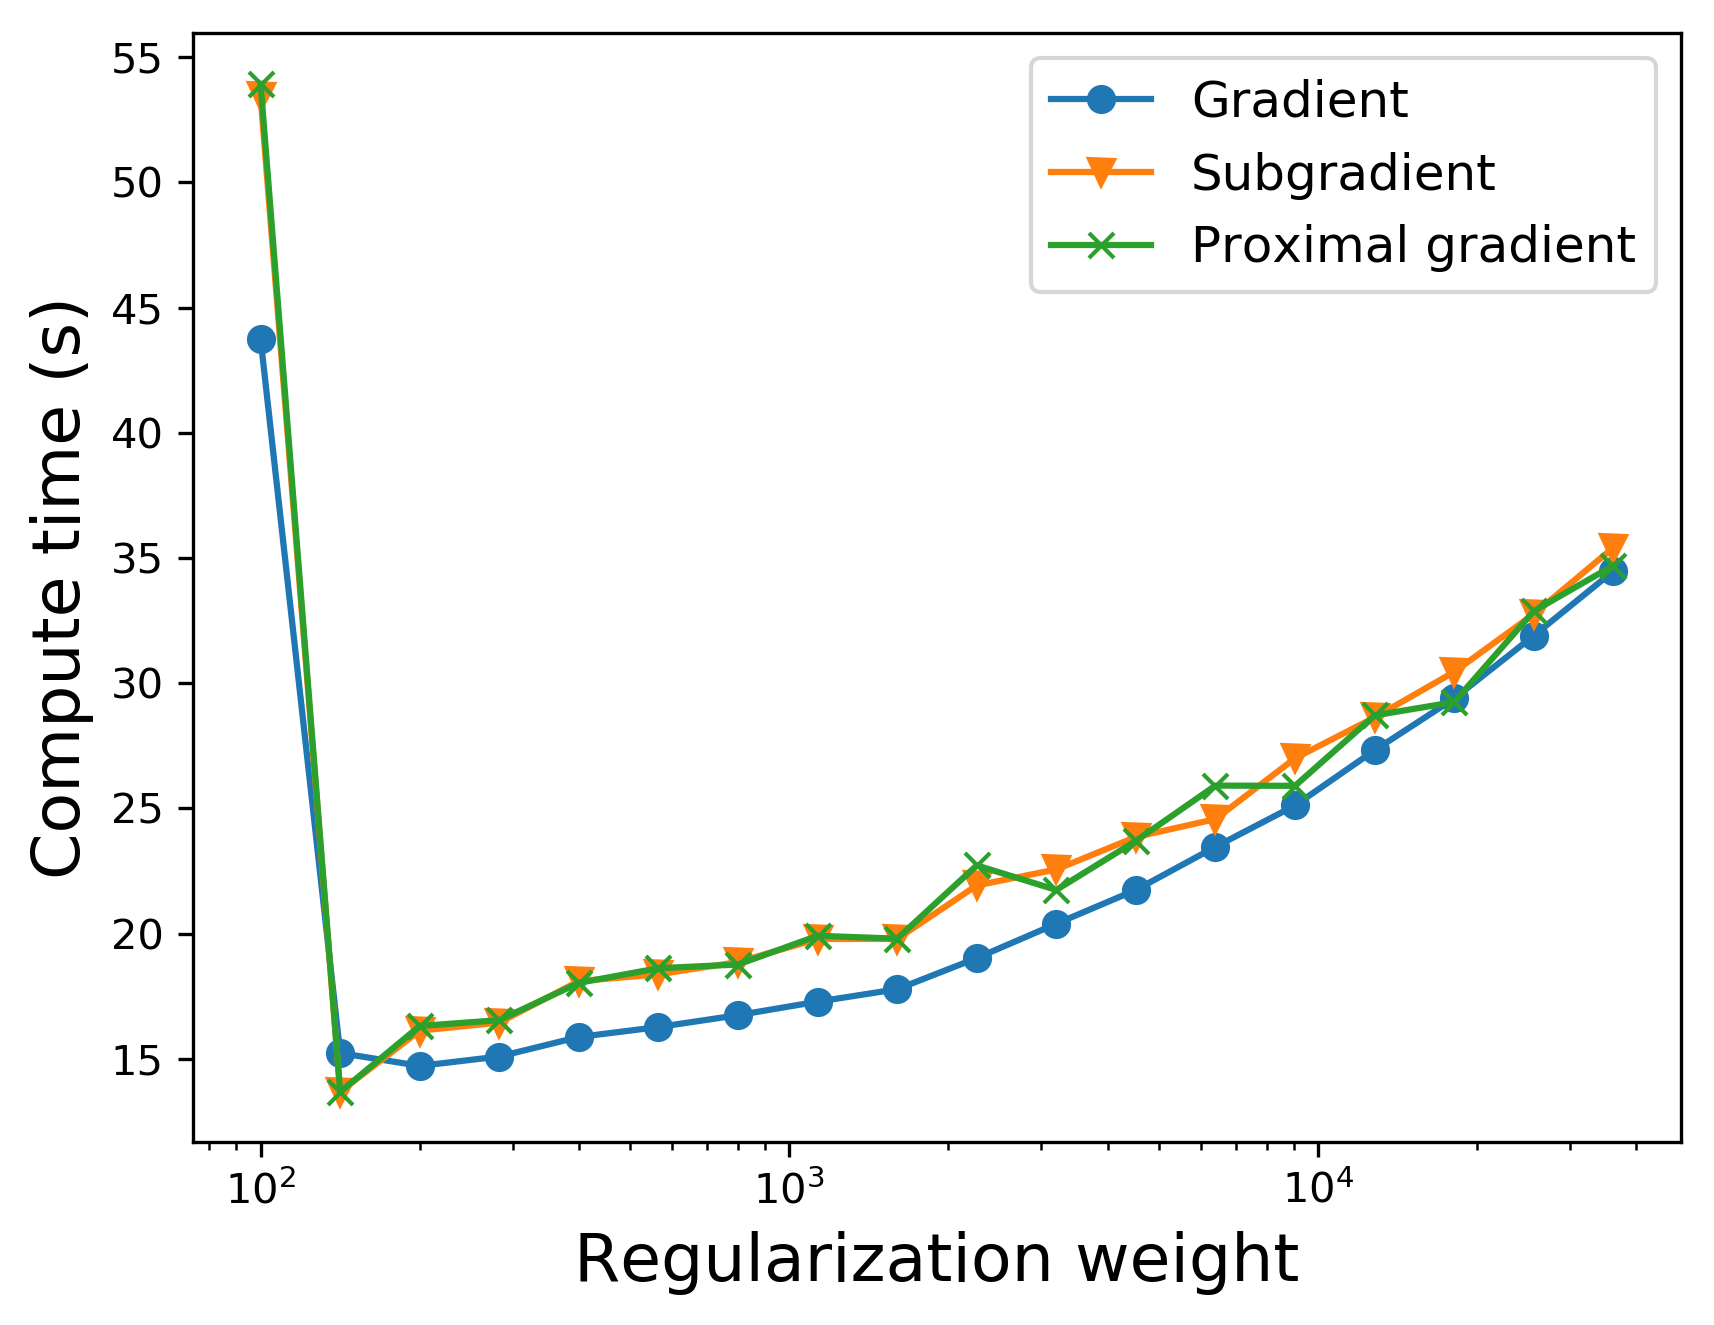 55
50
45
40
35
30
25
20
15
Compute time (s)
Gradient
Subgradient
Proximal gradient
10²
10³
10⁴
Regularization weight